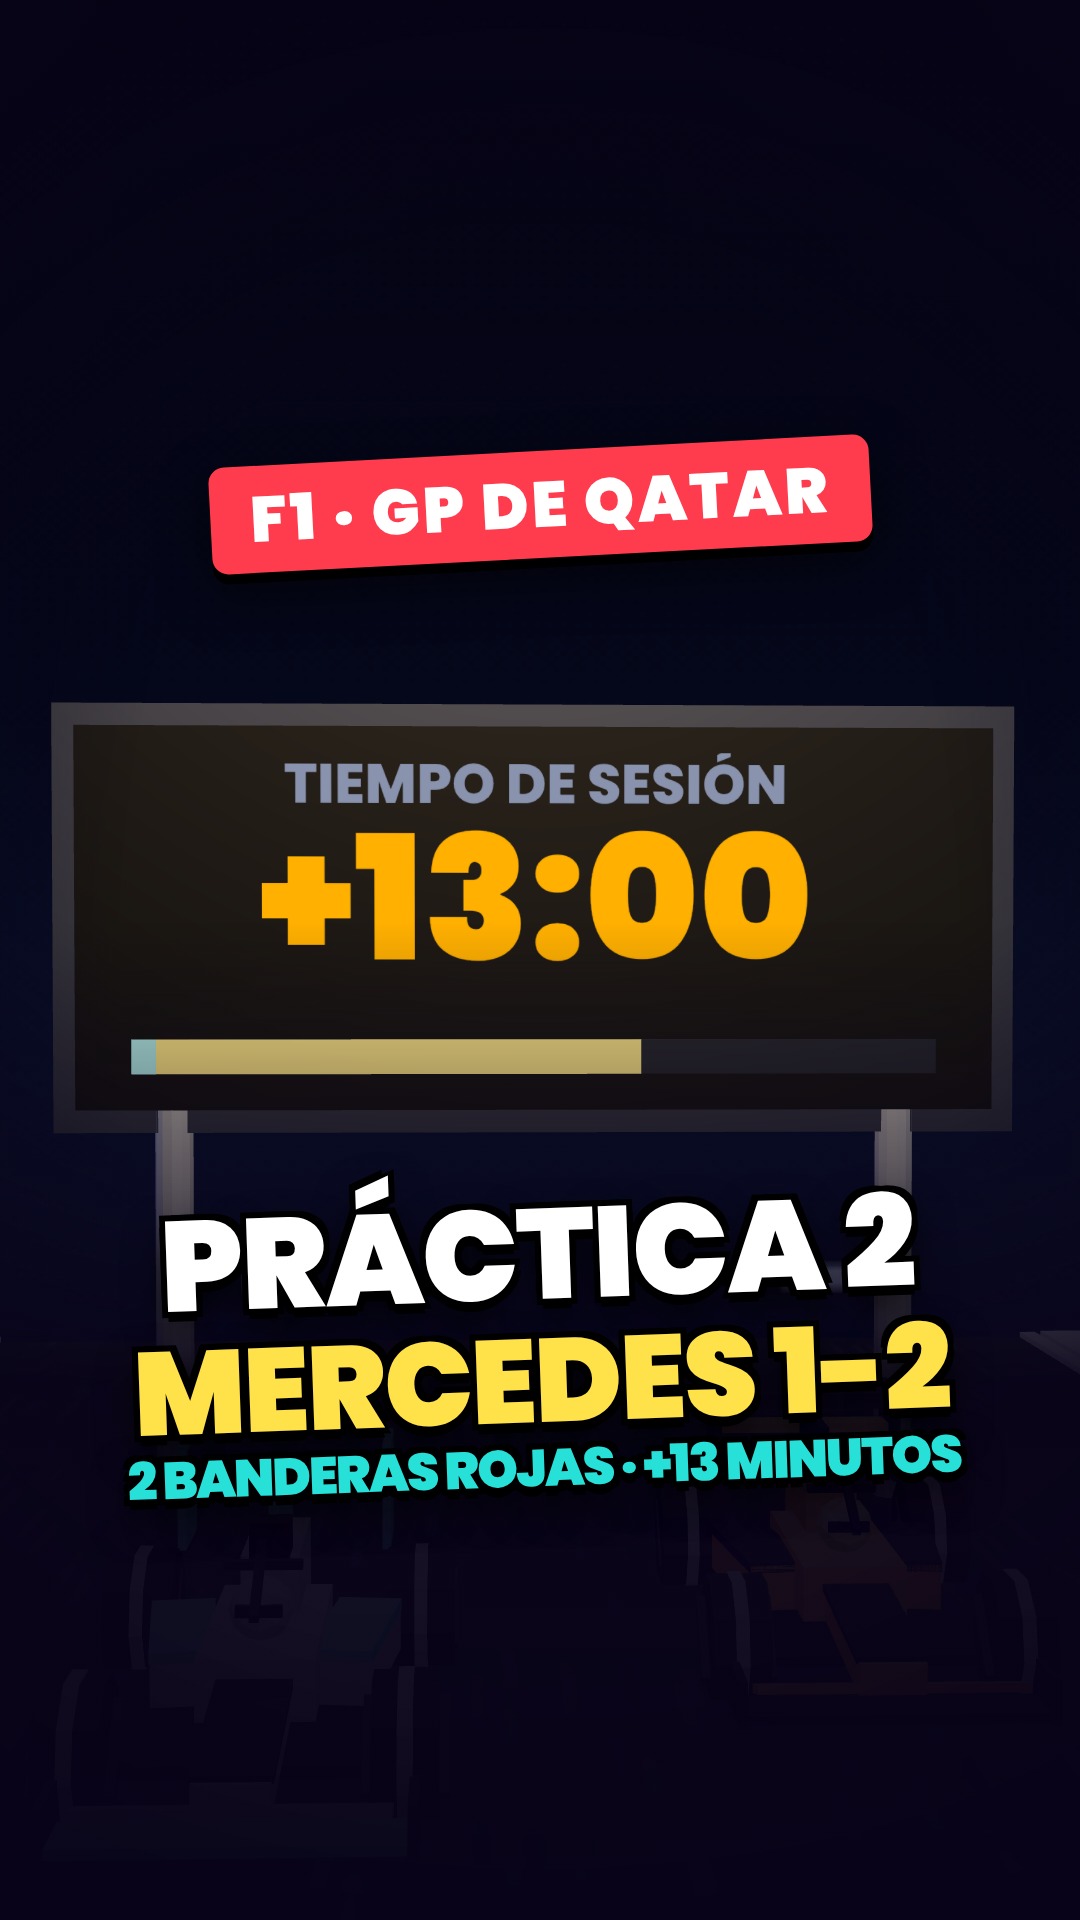 F1 · GP DE QATAR
TIEMPO DE SESIÓN
+13:00
PRÁCTICA 2
MERCEDES 1-2
2 BANDERAS ROJAS · +13 MINUTOS